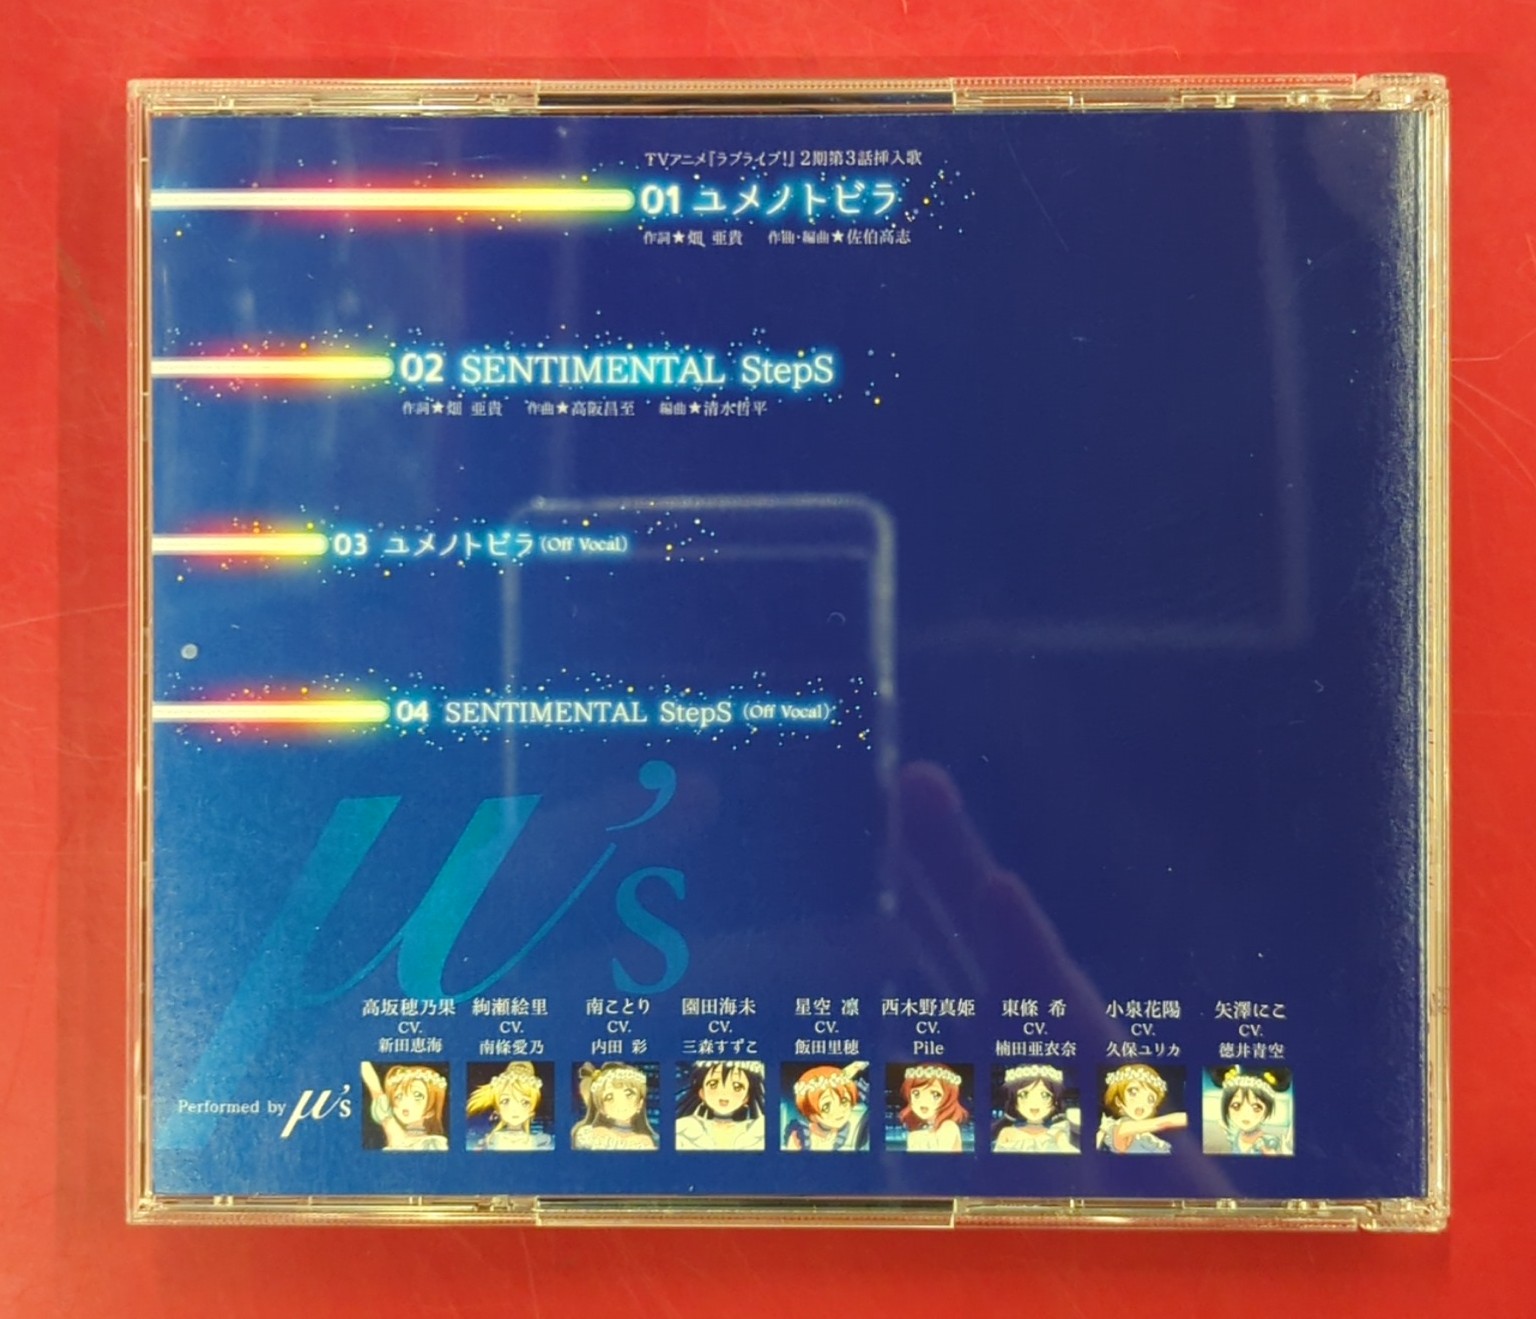 TVアニメ『ラブライブ!』2期第3話挿入歌
01 ユメノトビラ
作詞★畑 亜貴 作曲・編曲★佐伯高志
02 SENTIMENTAL StepS
作詞★畑 亜貴 作曲★高阪昌至 編曲★清水哲平
03 ユメノトビラ(Off Vocal)
04 SENTIMENTAL StepS (Off Vocal)
μ's
高坂穂乃果 絢瀬絵里 南ことり 園田海未 星空 凛 西木野真姫 東條 希 小泉花陽 矢澤にこ
CV. CV. CV. CV. CV. CV. CV. CV. CV.
新田恵海 南條愛乃 内田 彩 三森すずこ 飯田里穂 Pile 楠田亜衣奈 久保ユリカ 徳井青空
Performed by μ's